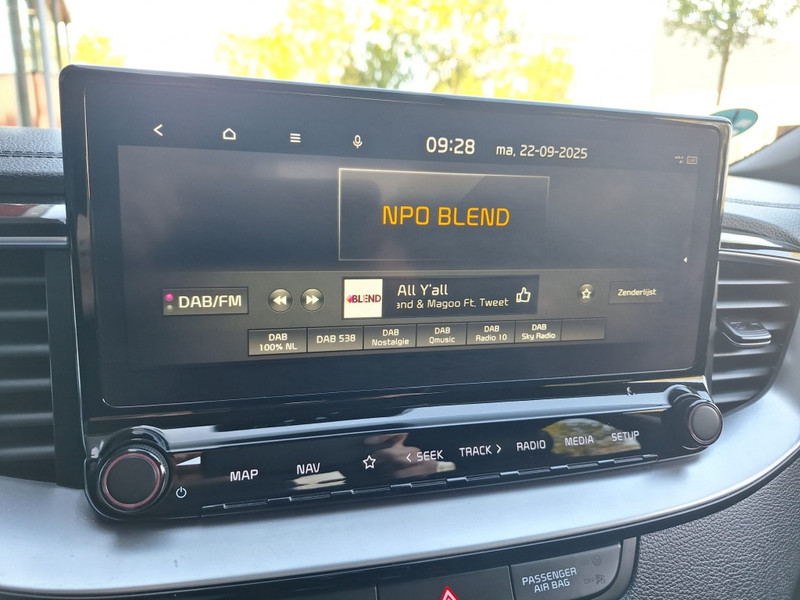 09:28 ma, 22-09-2025
NPO BLEND
DAB/FM
BLEND
All Y'all
and & Magoo Ft. Tweet
Zenderlijst
DAB
100% NL
DAB 538
DAB
Nostalgie
DAB
Qmusic
DAB
Radio 10
DAB
Sky Radio
MAP
NAV
< SEEK
TRACK >
RADIO
MEDIA
SETUP
PASSENGER
AIR BAG